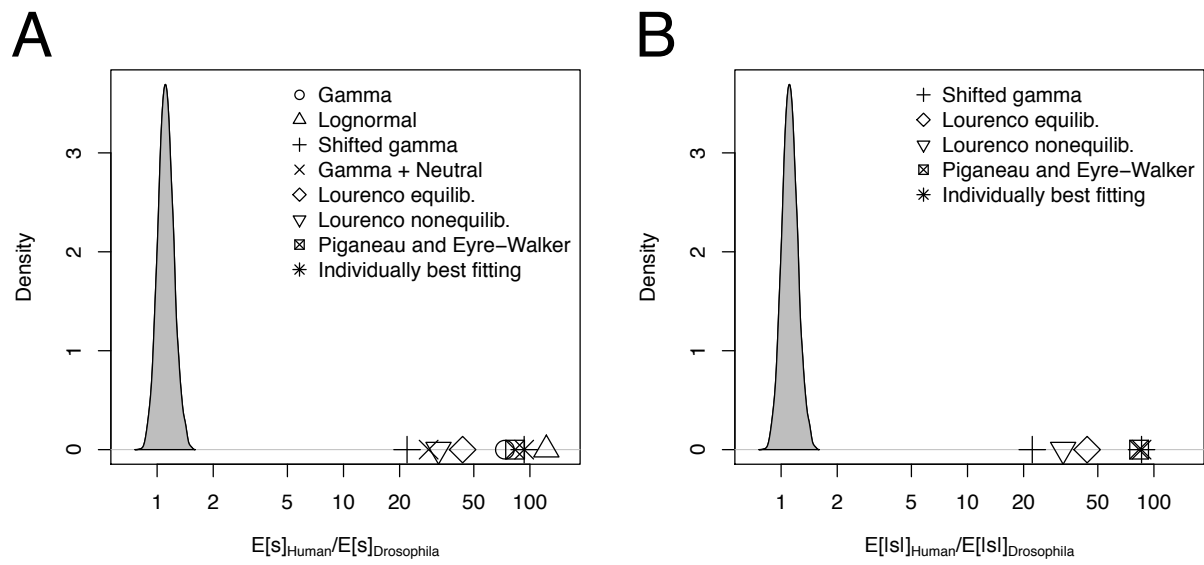 A
Density
0
1
2
3
Gamma
Lognormal
Shifted gamma
Gamma + Neutral
Lourenco equilib.
Lourenco nonequilib.
Piganeau and Eyre−Walker
Individually best fitting
1 2 5 10 20 50 100
E[s]Human/E[s]Drosophila
B
Density
0
1
2
3
Shifted gamma
Lourenco equilib.
Lourenco nonequilib.
Piganeau and Eyre−Walker
Individually best fitting
1 2 5 10 20 50 100
E[|s|]Human/E[|s|]Drosophila